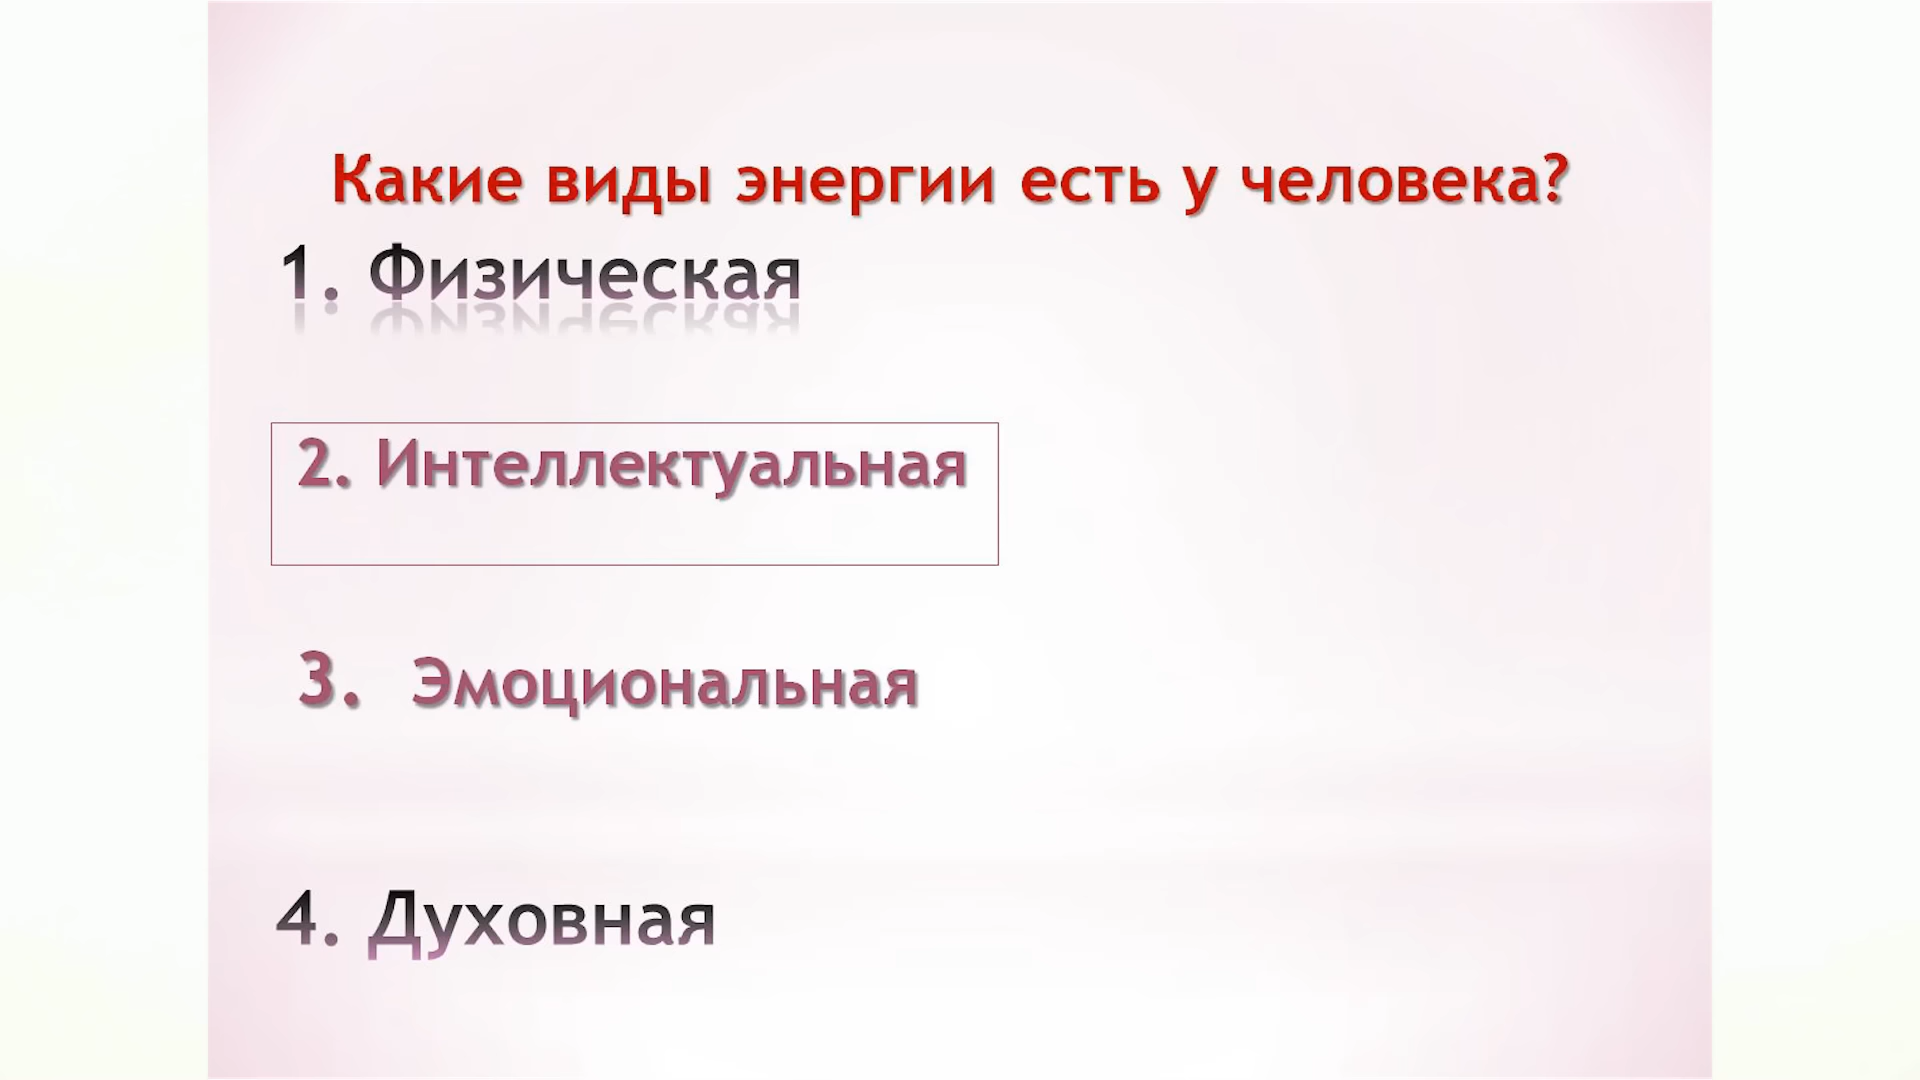 Какие виды энергии есть у человека?
1. Физическая
2. Интеллектуальная
3. Эмоциональная
4. Духовная